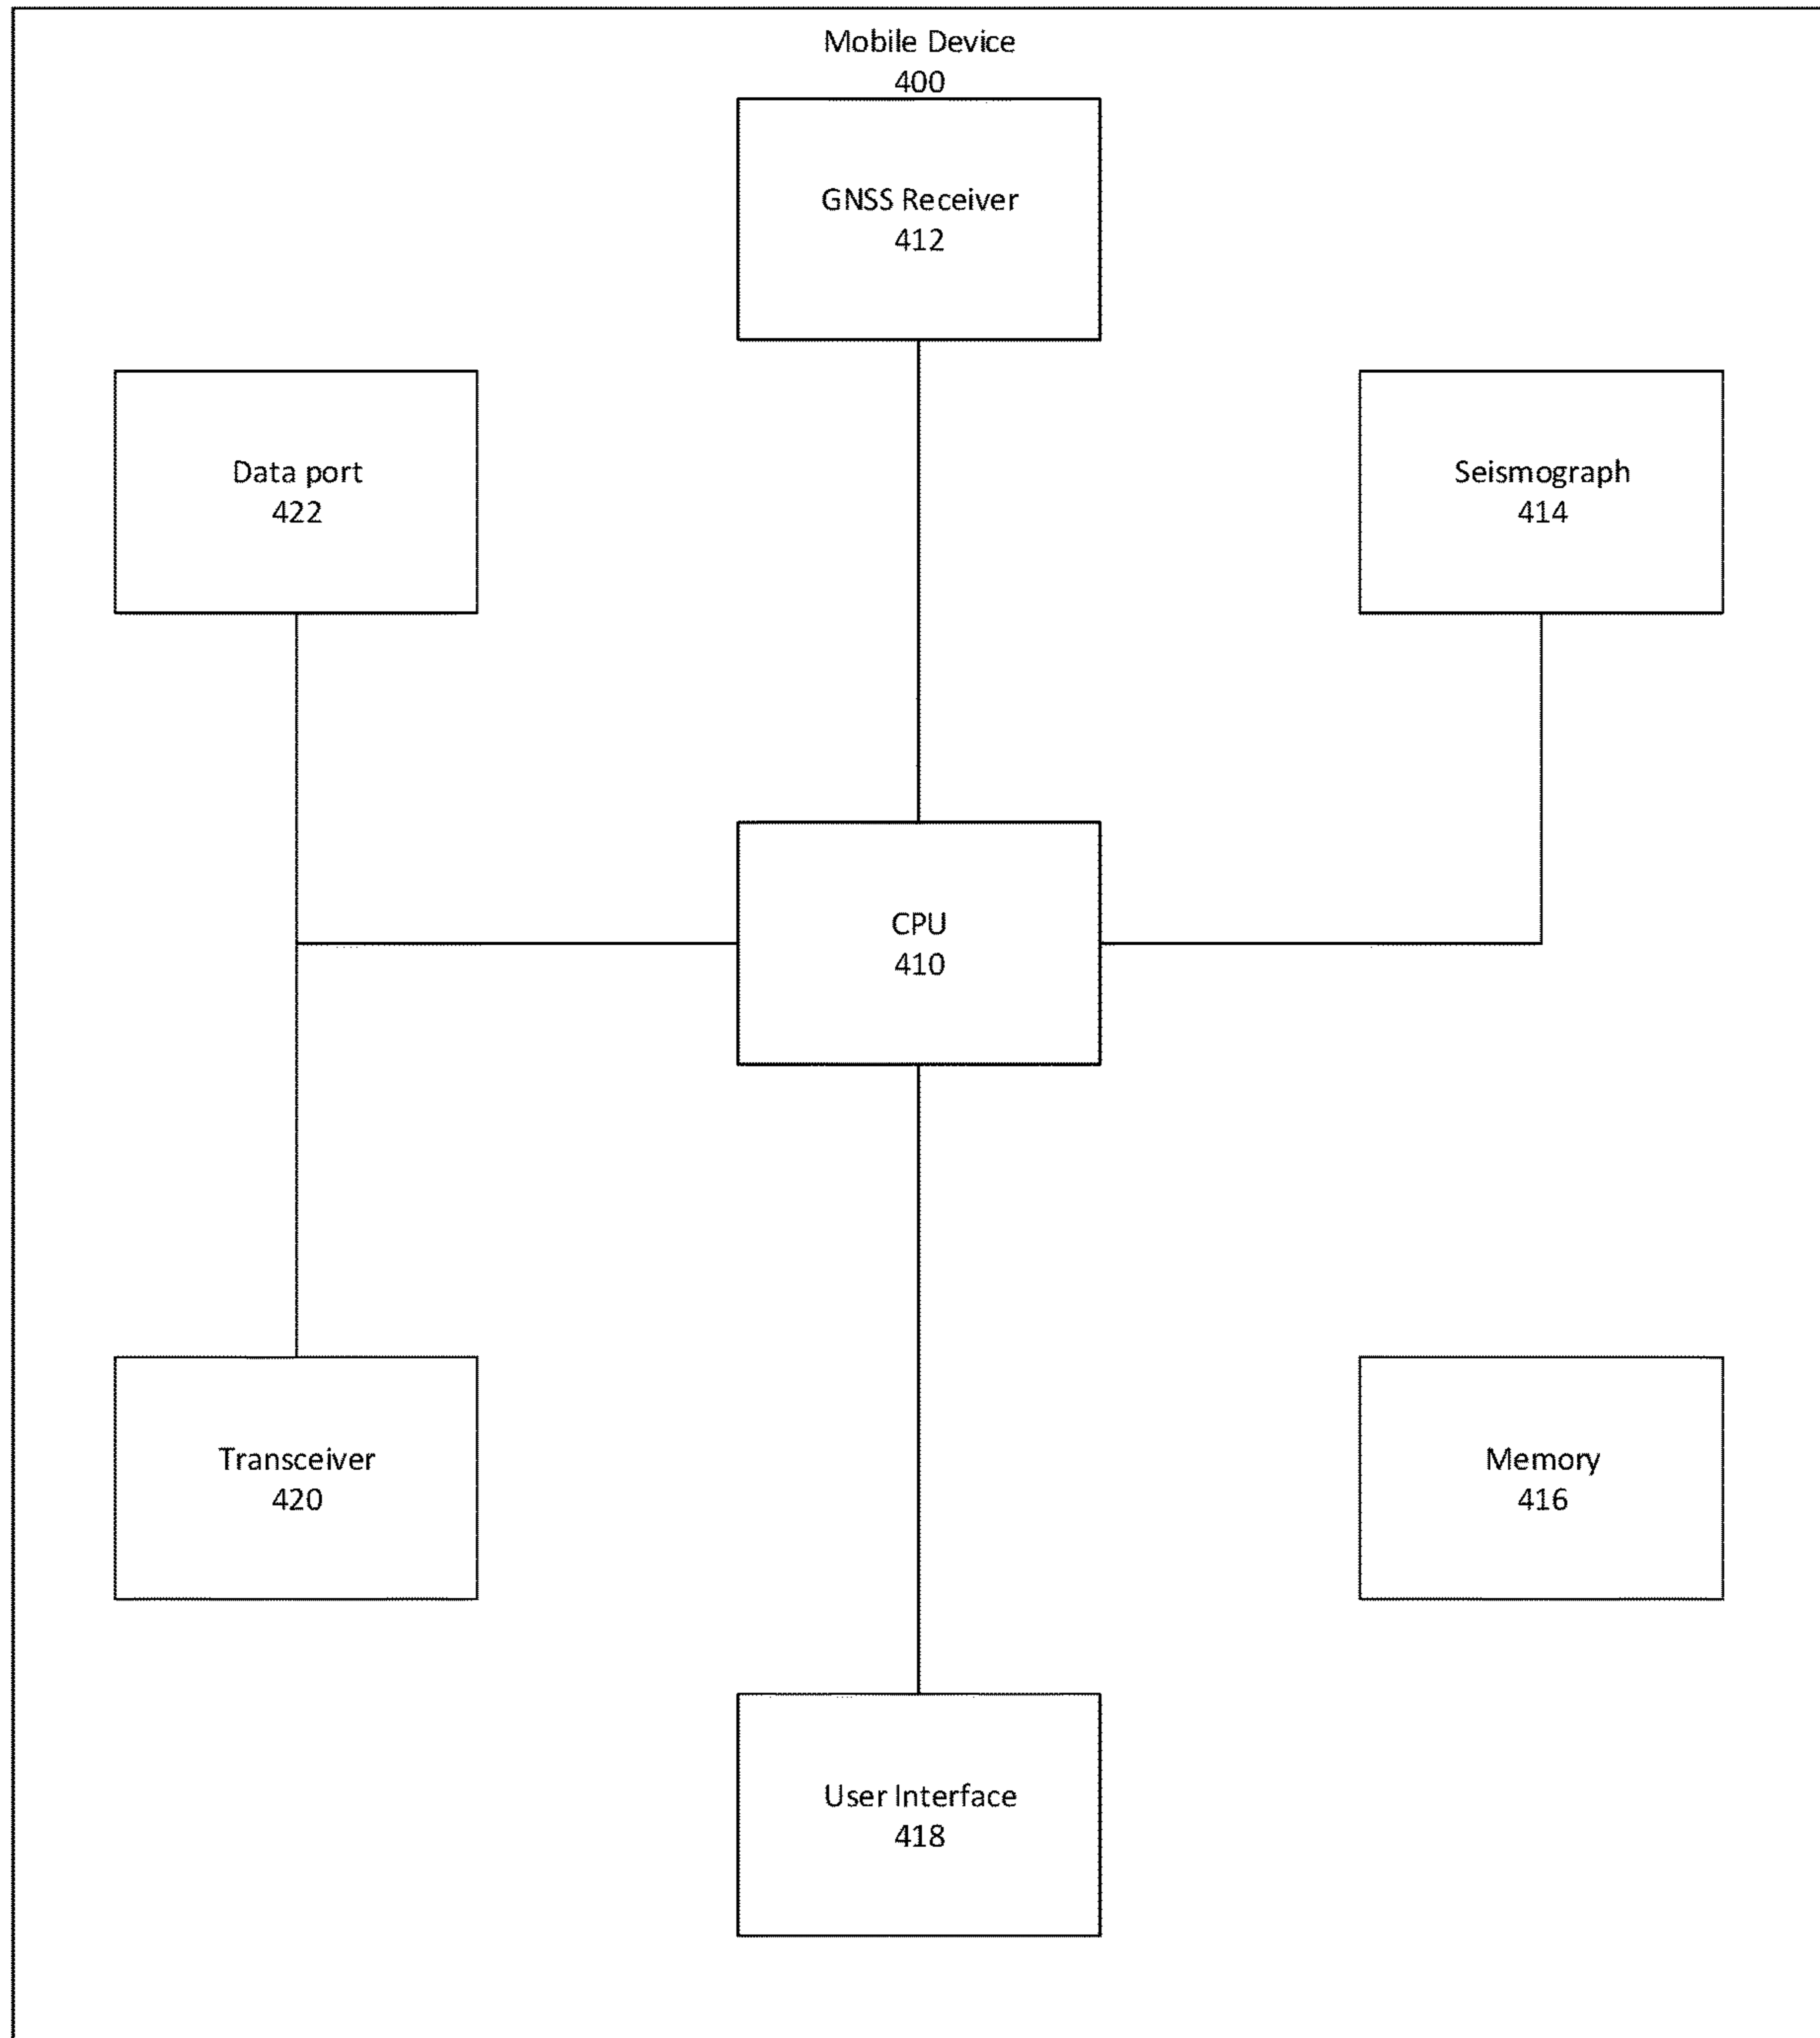 Mobile Device
400
GNSS Receiver
412
Data port
422
Seismograph
414
CPU
410
Transceiver
420
Memory
416
User Interface
418